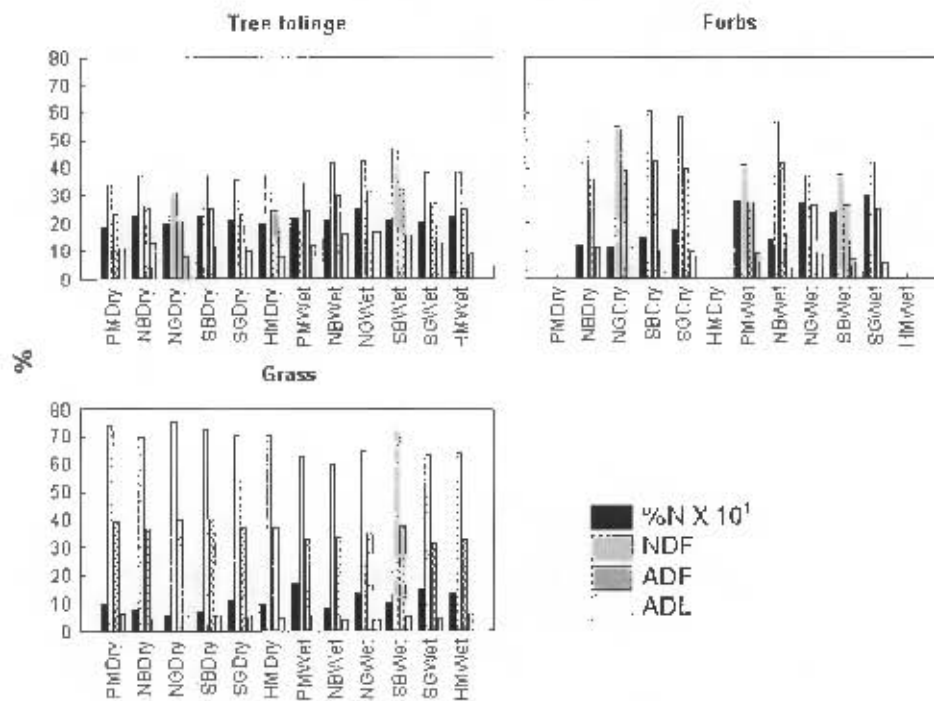 Tree foliage
Forbs
80
70
60
50
40
30
20
10
0
PMDry
NBDry
NGDry
SBDry
SGDry
HMDry
PMWet
NBWet
NGWet
SBWet
SGWet
HMWet
PMDry
NBDry
NGDry
SBDry
SGDry
HMDry
PMWet
NBWet
NGWet
SBWet
SGWet
HMWet
%
Grass
80
70
60
50
40
30
20
10
0
PMDry
NBDry
NGDry
SBDry
SGDry
HMDry
PMWet
NBWet
NGWet
SBWet
SGWet
HMWet
%N X 10¹
NDF
ADF
ADL